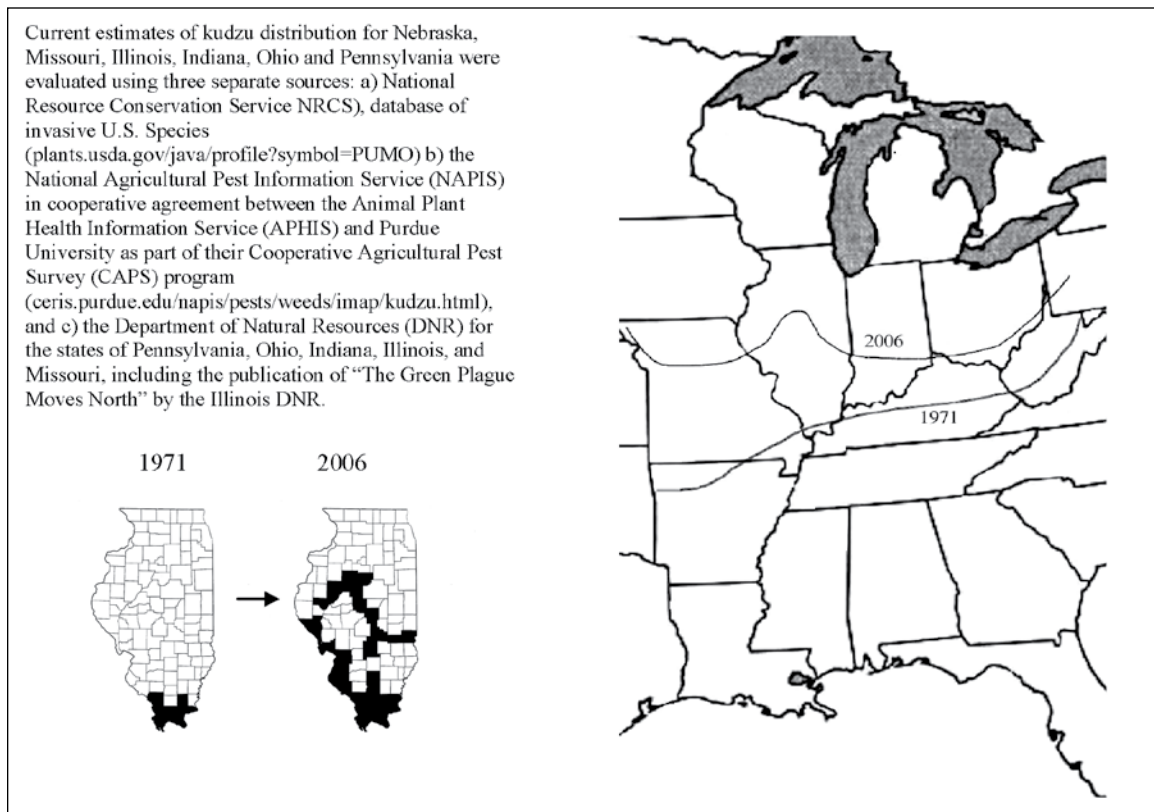 Current estimates of kudzu distribution for Nebraska,
Missouri, Illinois, Indiana, Ohio and Pennsylvania were
evaluated using three separate sources: a) National
Resource Conservation Service NRCS), database of
invasive U.S. Species
(plants.usda.gov/java/profile?symbol=PUMO) b) the
National Agricultural Pest Information Service (NAPIS)
in cooperative agreement between the Animal Plant
Health Information Service (APHIS) and Purdue
University as part of their Cooperative Agricultural Pest
Survey (CAPS) program
(ceris.purdue.edu/napis/pests/weeds/imap/kudzu.html),
and c) the Department of Natural Resources (DNR) for
the states of Pennsylvania, Ohio, Indiana, Illinois, and
Missouri, including the publication of “The Green Plague
Moves North” by the Illinois DNR.
1971
2006
2006
1971